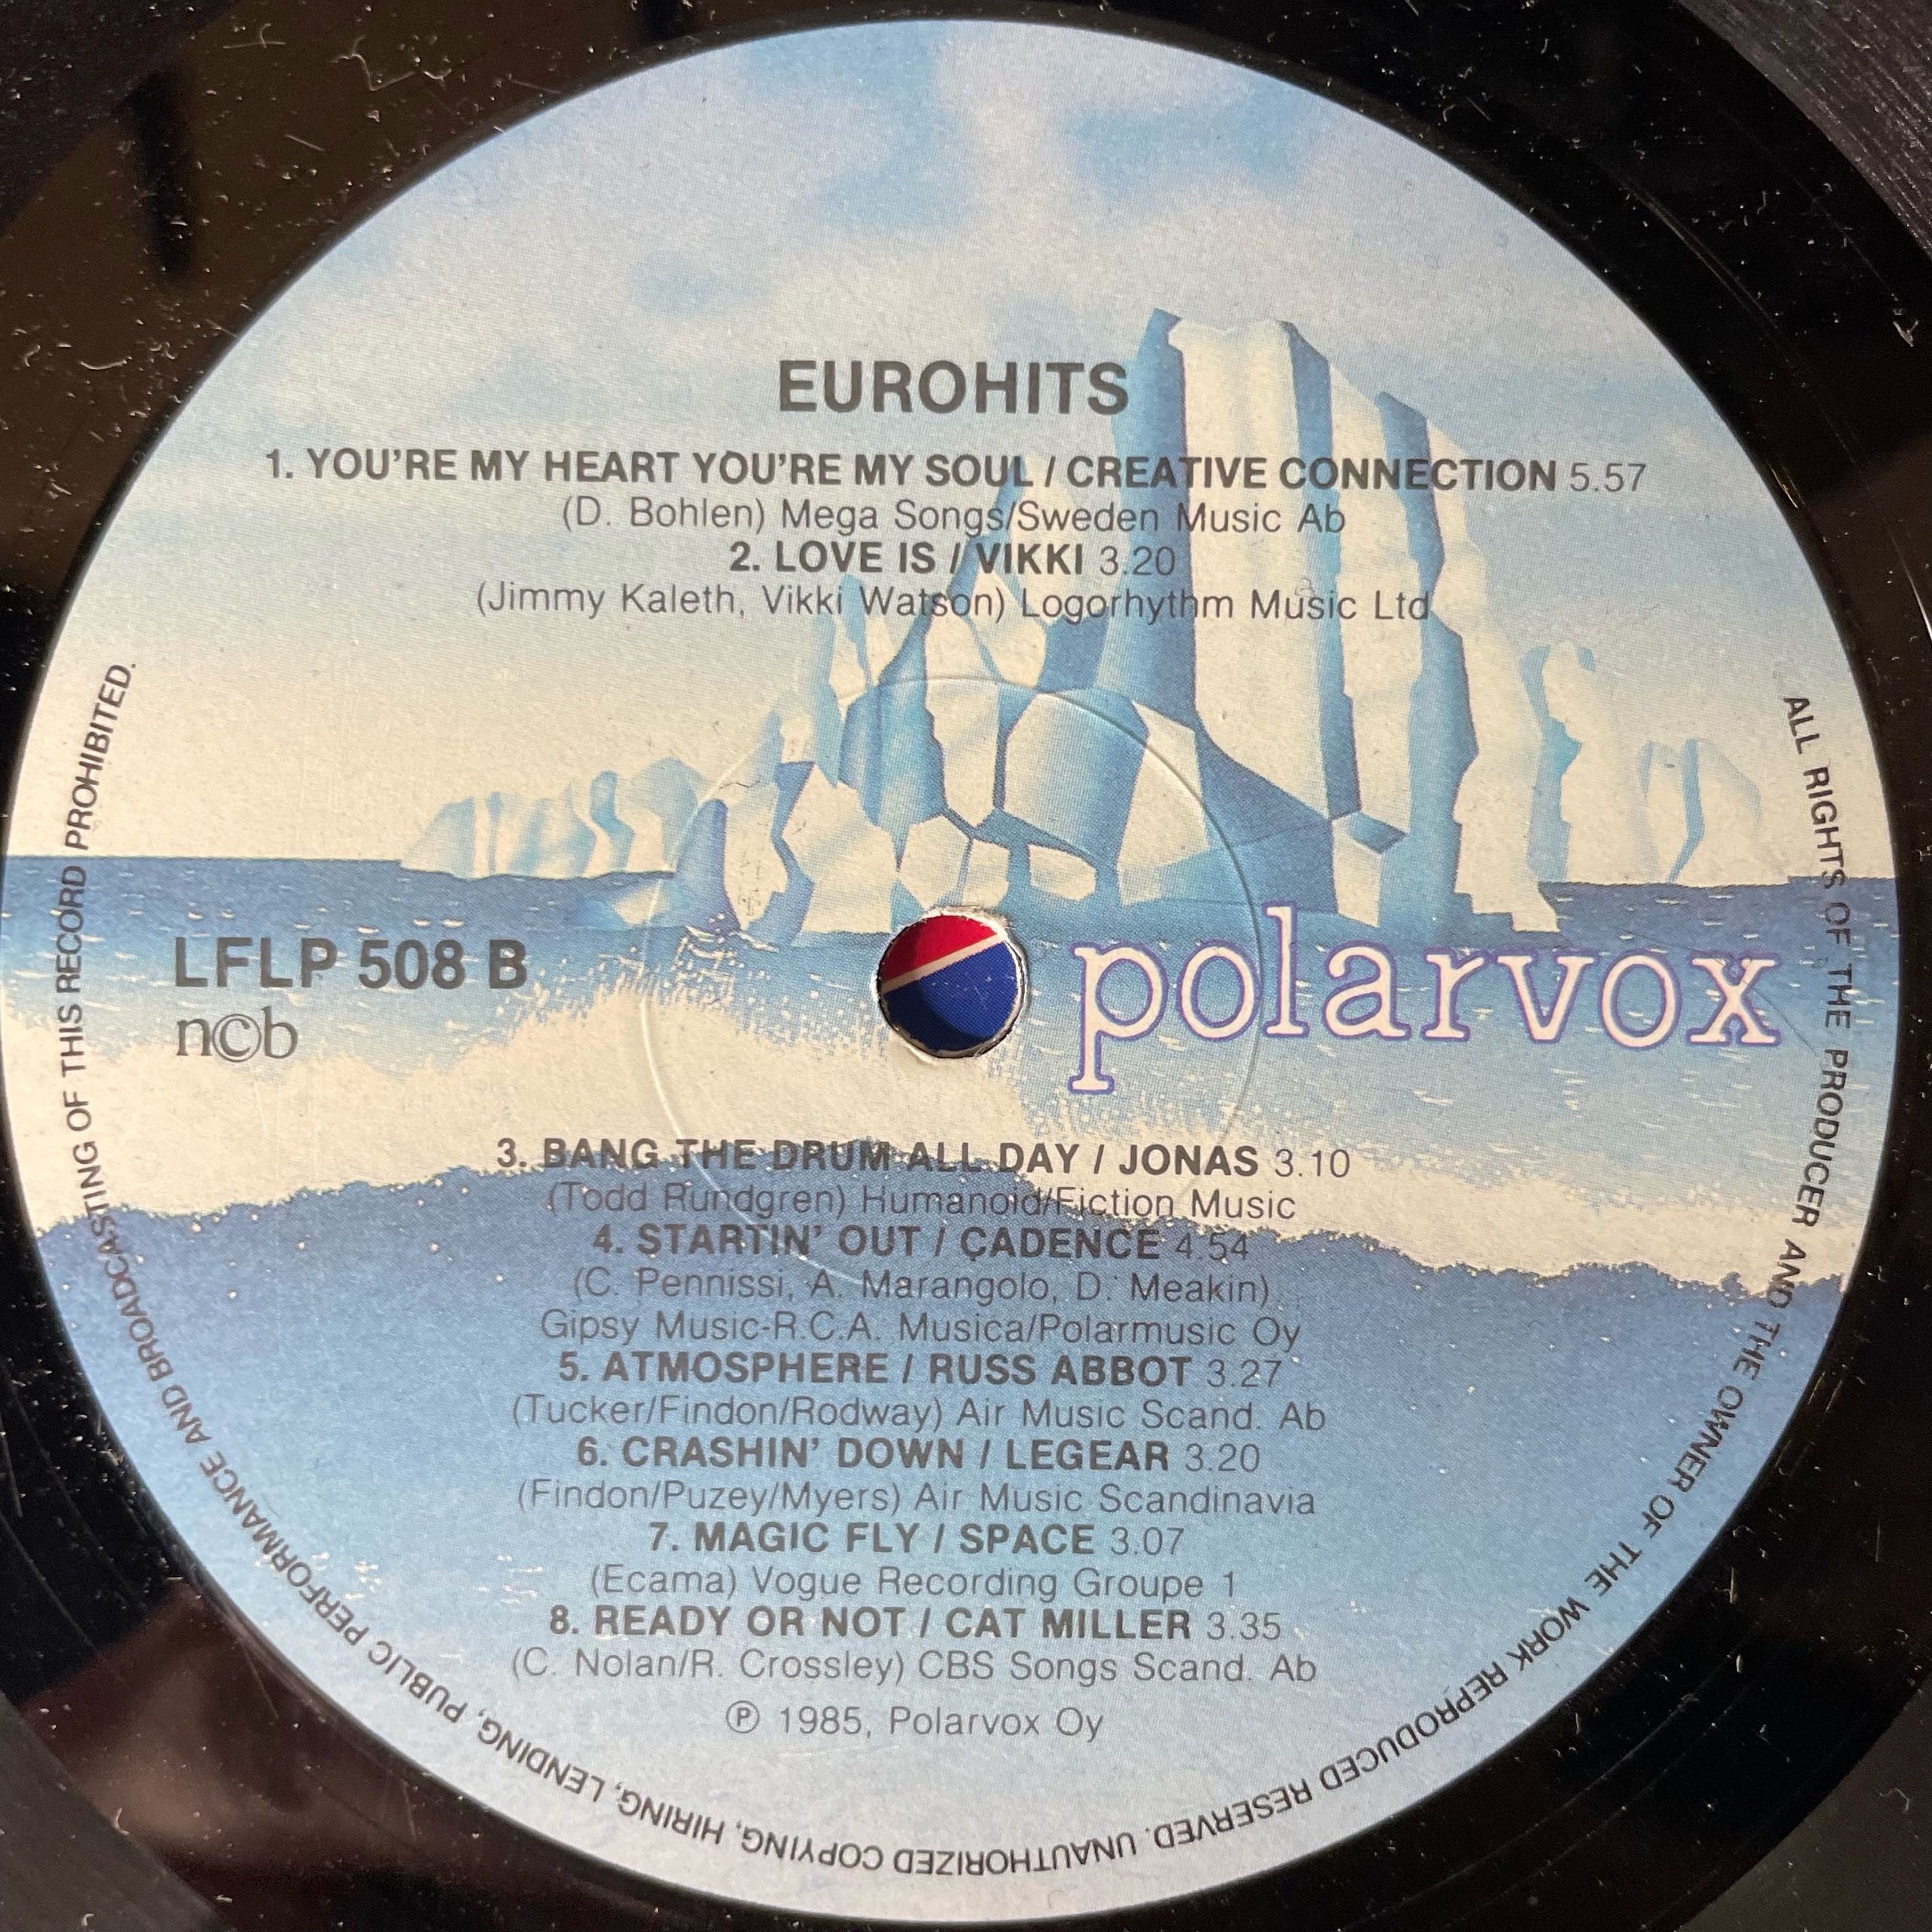 EUROHITS
1. YOU'RE MY HEART YOU'RE MY SOUL / CREATIVE CONNECTION 5.57
(D. Bohlen) Mega Songs/Sweden Music Ab
2. LOVE IS / VIKKI 3.20
(Jimmy Kaleth, Vikki Watson) Logorhythm Music Ltd
LFLP 508 B
n©b
polarvox
3. BANG THE DRUM ALL DAY / JONAS 3.10
(Todd Rundgren) Humanoid/Fiction Music
4. STARTIN' OUT / CADENCE 4.54
(C. Pennissi, A. Marangolo, D. Meakin)
Gipsy Music-R.C.A. Musica/Polarmusic Oy
5. ATMOSPHERE / RUSS ABBOT 3.27
(Tucker/Findon/Rodway) Air Music Scand. Ab
6. CRASHIN' DOWN / LEGEAR 3.20
(Findon/Puzey/Myers) Air Music Scandinavia
7. MAGIC FLY / SPACE 3.07
(Ecama) Vogue Recording Groupe 1
8. READY OR NOT / CAT MILLER 3.35
(C. Nolan/R. Crossley) CBS Songs Scand. Ab
℗ 1985, Polarvox Oy
ALL RIGHTS OF THE PRODUCER AND THE OWNER OF THE WORK REPRODUCED RESERVED. UNAUTHORIZED COPYING, HIRING, LENDING, PUBLIC PERFORMANCE AND BROADCASTING OF THIS RECORD PROHIBITED.